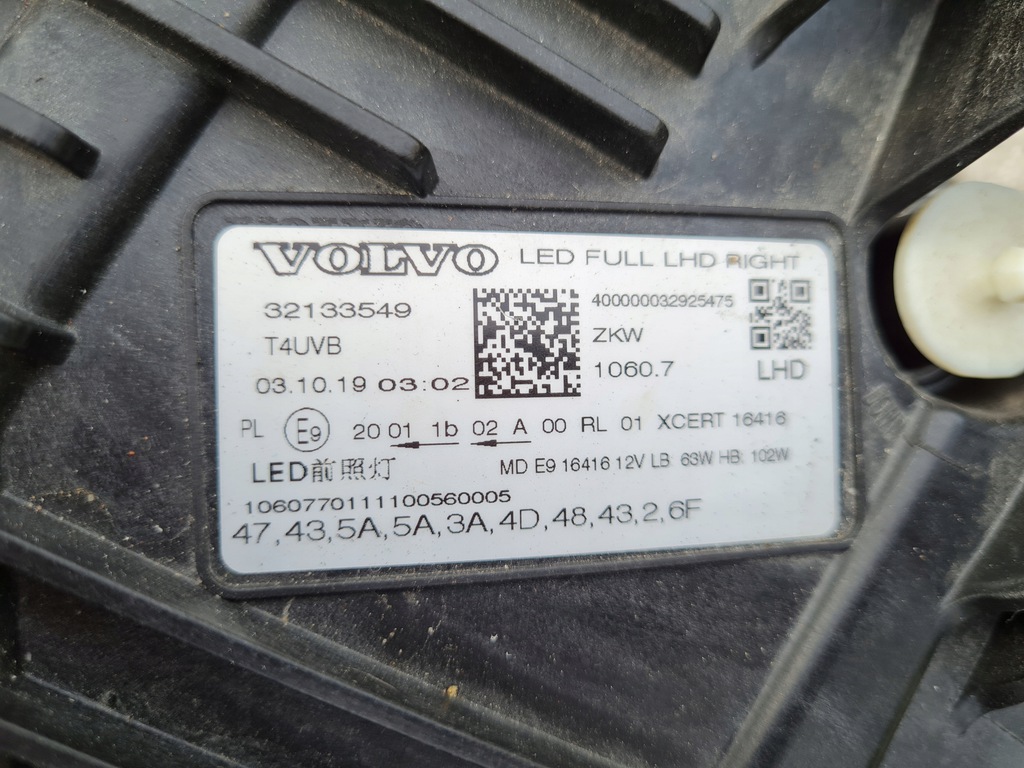 VOLVO LED FULL LHD RIGHT
32133549 400000032925475
T4UVB ZKW
03.10.19 03:02 1060.7 LHD
PL E9 20 01 1b 02 A 00 RL 01 XCERT 16416
LED前照灯 MD E9 16416 12V LB: 63W HB: 102W
1060770111100560005
47,43,5A,5A,3A,4D,48,43,2,6F